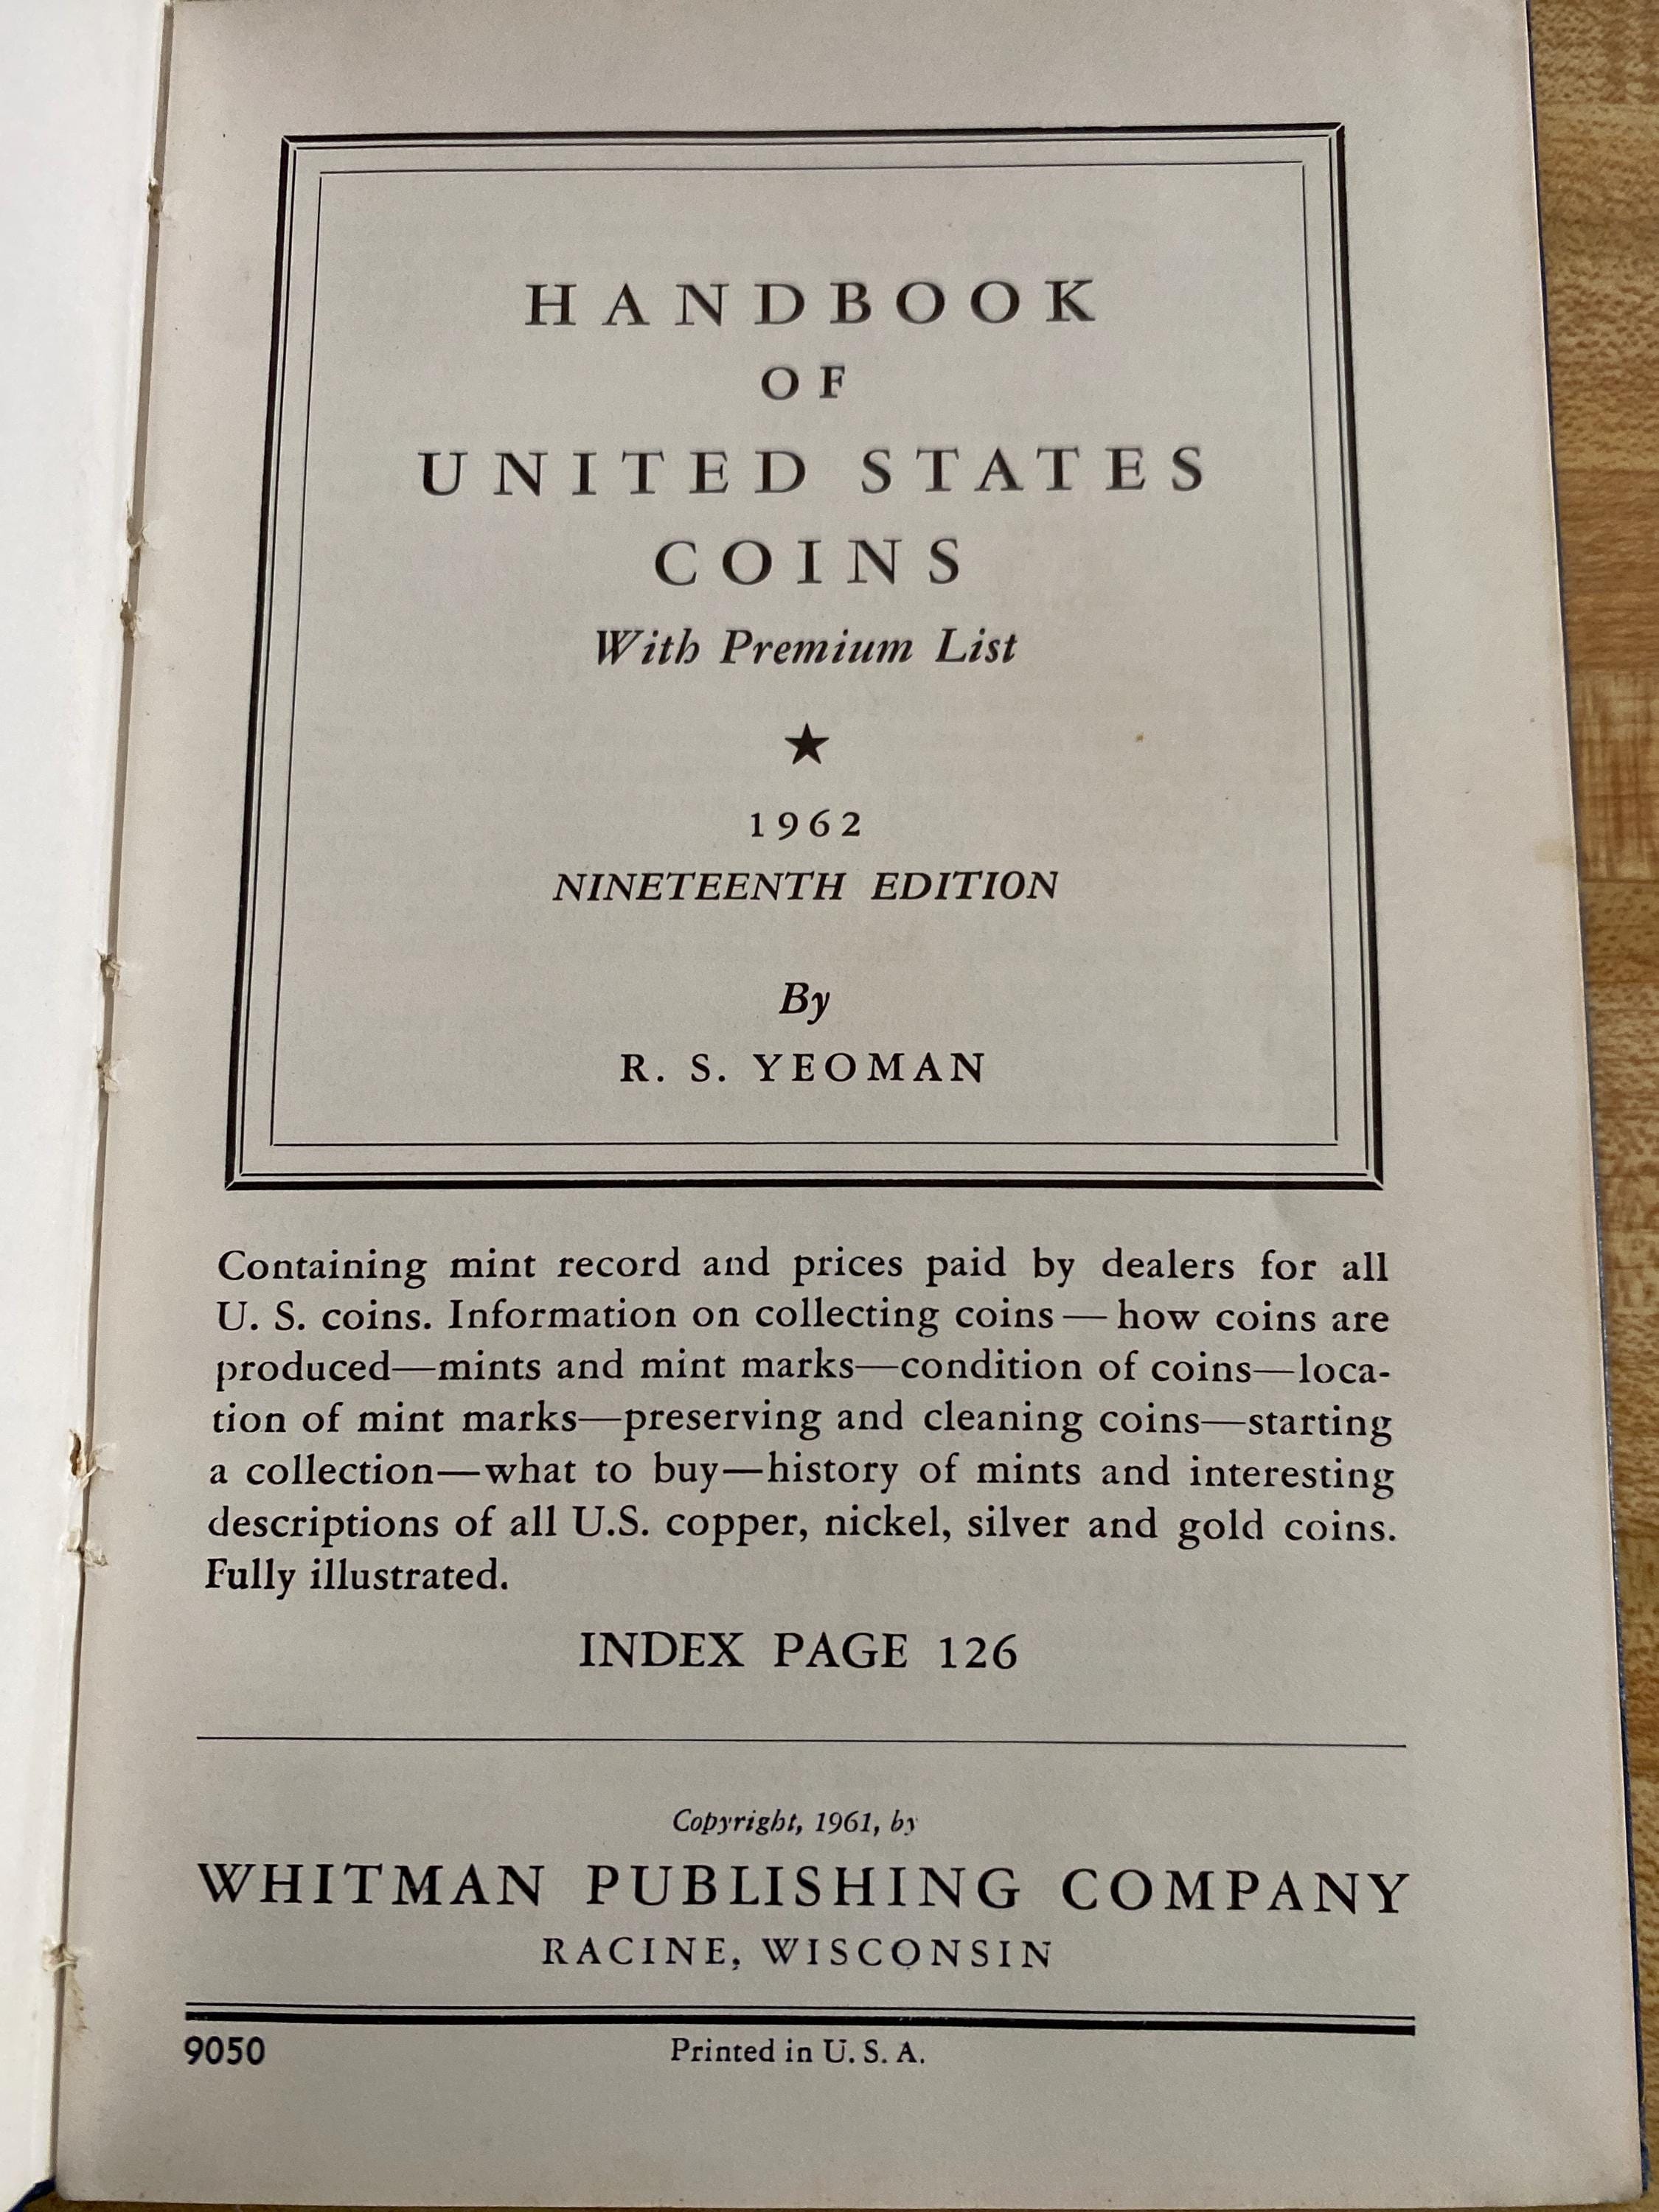 HANDBOOK
OF
UNITED STATES
COINS
With Premium List
★
1962
NINETEENTH EDITION
By
R. S. YEOMAN
Containing mint record and prices paid by dealers for all
U. S. coins. Information on collecting coins — how coins are
produced—mints and mint marks—condition of coins—loca-
tion of mint marks—preserving and cleaning coins—starting
a collection—what to buy—history of mints and interesting
descriptions of all U.S. copper, nickel, silver and gold coins.
Fully illustrated.
INDEX PAGE 126
Copyright, 1961, by
WHITMAN PUBLISHING COMPANY
RACINE, WISCONSIN
9050 Printed in U. S. A.